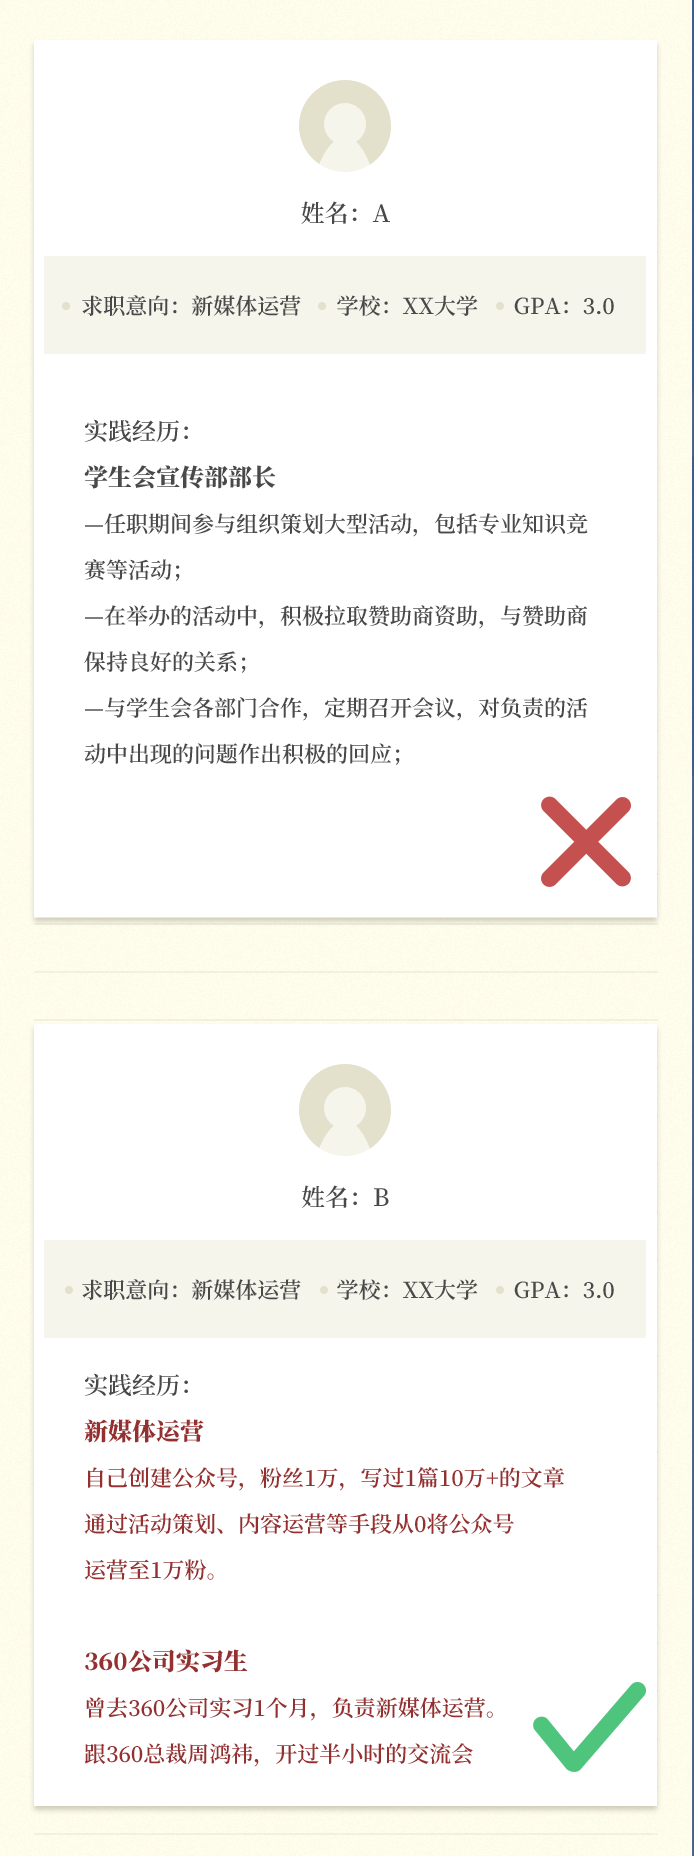 姓名：A
求职意向：新媒体运营 学校：XX大学 GPA：3.0
实践经历：
学生会宣传部部长
—任职期间参与组织策划大型活动，包括专业知识竞
赛等活动；
—在举办的活动中，积极拉取赞助商资助，与赞助商
保持良好的关系；
—与学生会各部门合作，定期召开会议，对负责的活
动中出现的问题作出积极的回应；
姓名：B
求职意向：新媒体运营 学校：XX大学 GPA：3.0
实践经历：
新媒体运营
自己创建公众号，粉丝1万，写过1篇10万+的文章
通过活动策划、内容运营等手段从0将公众号
运营至1万粉。
360公司实习生
曾去360公司实习1个月，负责新媒体运营。
跟360总裁周鸿祎，开过半小时的交流会